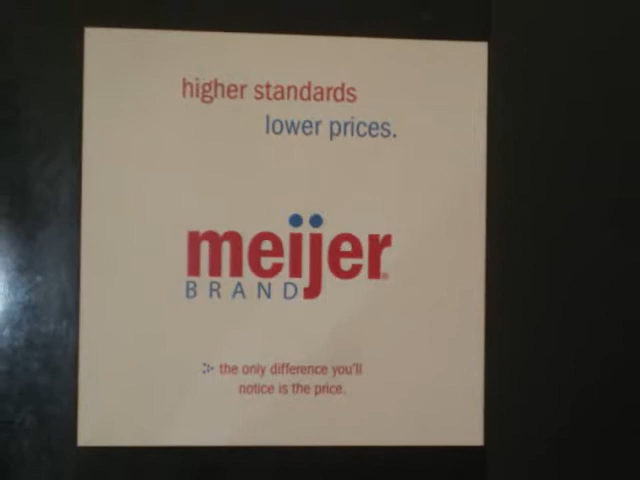 higher standards
lower prices.
meijer®
BRAND
the only difference you'll
notice is the price.